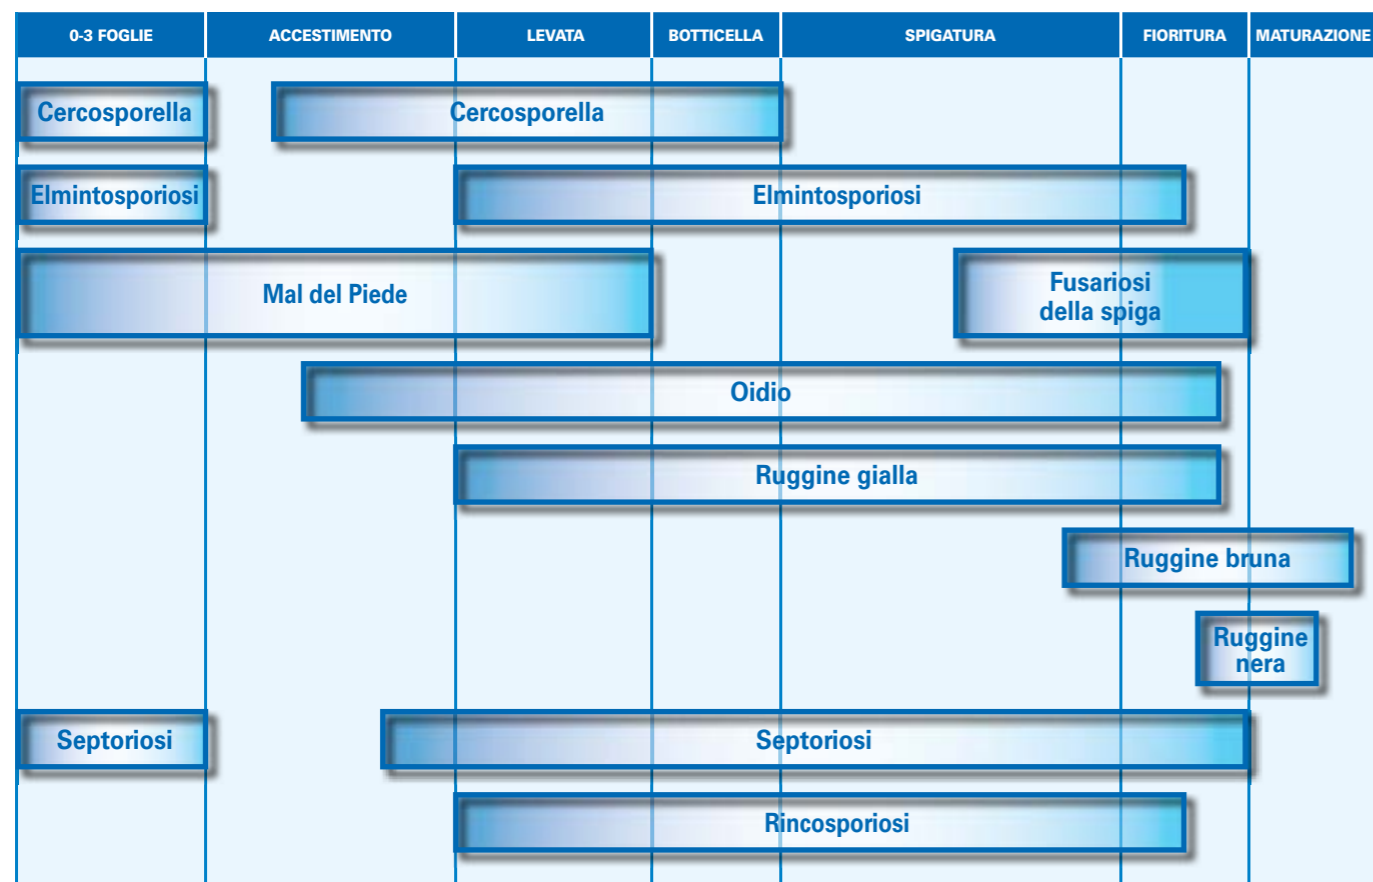 0-3 FOGLIE
ACCESTIMENTO
LEVATA
BOTTICELLA
SPIGATURA
FIORITURA
MATURAZIONE
Cercosporella
Cercosporella
Elmintosporiosi
Elmintosporiosi
Mal del Piede
Fusariosi
della spiga
Oidio
Ruggine gialla
Ruggine bruna
Ruggine
nera
Septoriosi
Septoriosi
Rincosporiosi